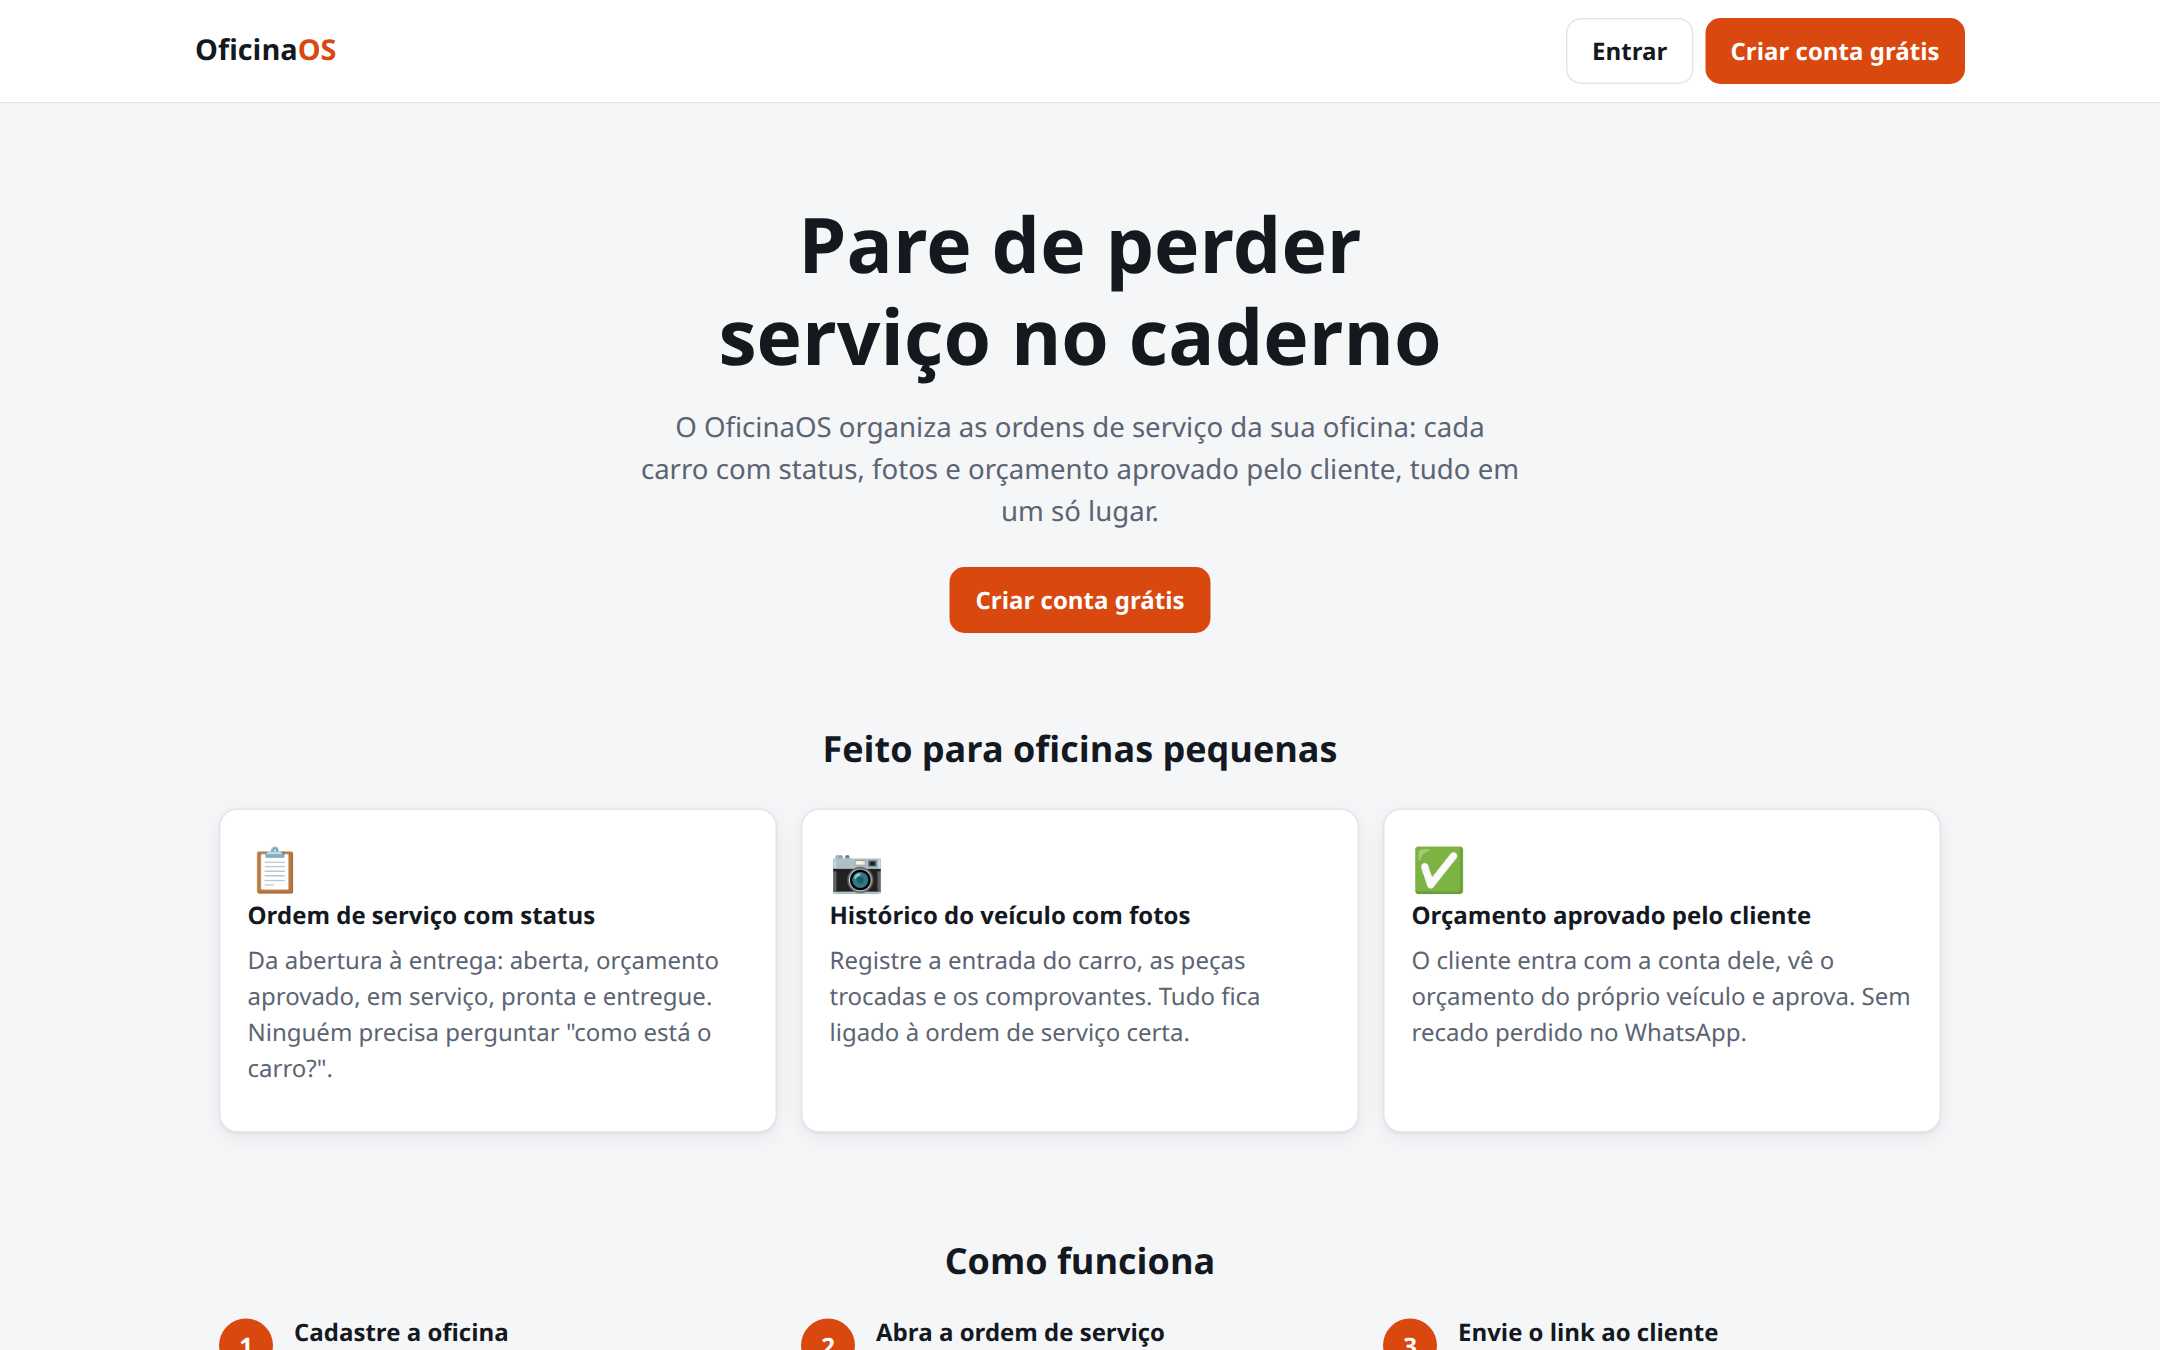 OficinaOS
Entrar
Criar conta grátis
Pare de perder
serviço no caderno
O OficinaOS organiza as ordens de serviço da sua oficina: cada
carro com status, fotos e orçamento aprovado pelo cliente, tudo em
um só lugar.
Criar conta grátis
Feito para oficinas pequenas
Ordem de serviço com status
Da abertura à entrega: aberta, orçamento
aprovado, em serviço, pronta e entregue.
Ninguém precisa perguntar "como está o
carro?".
Histórico do veículo com fotos
Registre a entrada do carro, as peças
trocadas e os comprovantes. Tudo fica
ligado à ordem de serviço certa.
Orçamento aprovado pelo cliente
O cliente entra com a conta dele, vê o
orçamento do próprio veículo e aprova. Sem
recado perdido no WhatsApp.
Como funciona
1
Cadastre a oficina
2
Abra a ordem de serviço
3
Envie o link ao cliente